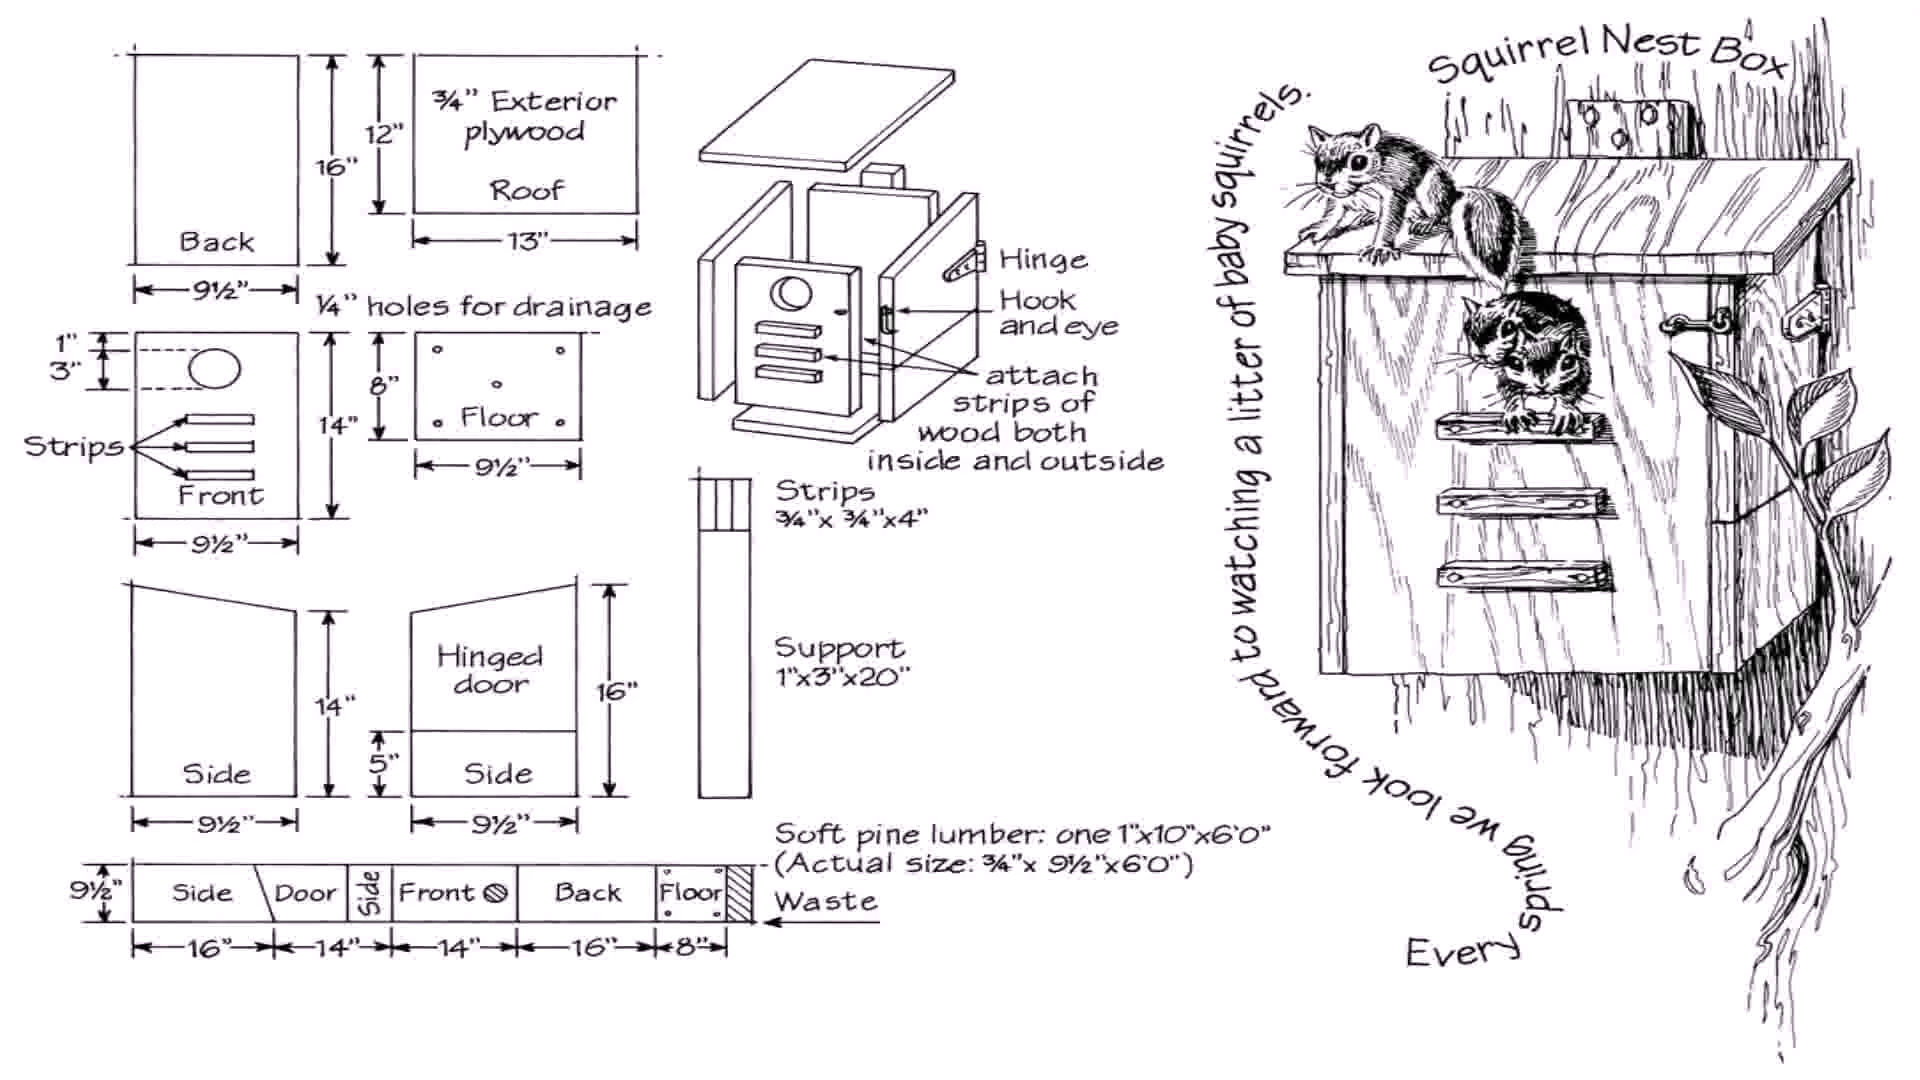 Squirrel Nest Box
Every spring we look forward to watching a litter of baby squirrels.
16"
Back
9½"
12"
¾" Exterior
plywood
Roof
13"
¼" holes for drainage
1"
3"
Strips
Front
14"
9½"
8"
Floor
9½"
Hinge
Hook
and eye
attach
strips of
wood both
inside and outside
Strips
¾"x ¾"x4"
Support
1"x3"x20"
14"
Side
9½"
Hinged
door
16"
5"
Side
9½"
Soft pine lumber: one 1"x10"x6'0"
(Actual size: ¾"x 9½"x6'0")
Waste
9½"
Side Door Side Front Back Floor
16" 14" 14" 16" 8"